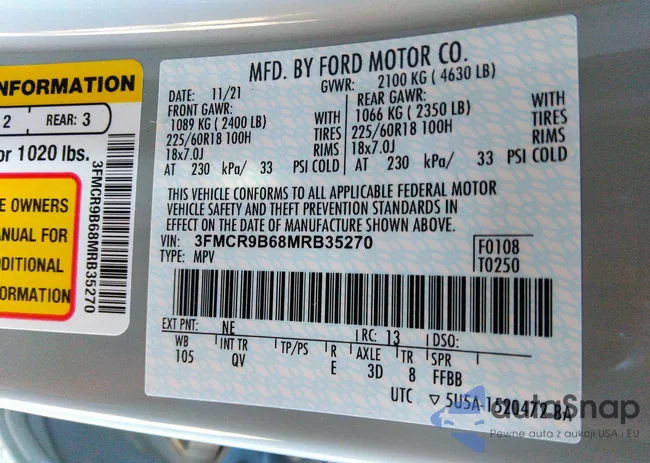 NFORMATION
2 REAR: 3
or 1020 lbs.
E OWNERS
ANUAL FOR
DDITIONAL
FORMATION
3FMCR9B68MRB35270
MFD. BY FORD MOTOR CO.
DATE: 11/21 GVWR: 2100 KG ( 4630 LB)
FRONT GAWR: WITH REAR GAWR: WITH
1089 KG (2400 LB) TIRES 1066 KG ( 2350 LB) TIRES
225/60R18 100H RIMS 225/60R18 100H RIMS
18x7.0J 18x7.0J
AT 230 kPa/ 33 PSI COLD AT 230 kPa/ 33 PSI COLD
THIS VEHICLE CONFORMS TO ALL APPLICABLE FEDERAL MOTOR
VEHICLE SAFETY AND THEFT PREVENTION STANDARDS IN
EFFECT ON THE DATE OF MANUFACTURE SHOWN ABOVE.
VIN: 3FMCR9B68MRB35270 F0108
TYPE: MPV T0250
EXT PNT: NE RC: 13 DSO:
WB INT TR TP/PS R AXLE TR SPR
105 QV E 3D 8 FFBB
UTC ▽ 5U5A-1520472-BA
autoSnap
Pewne auta z aukcji USA i EU